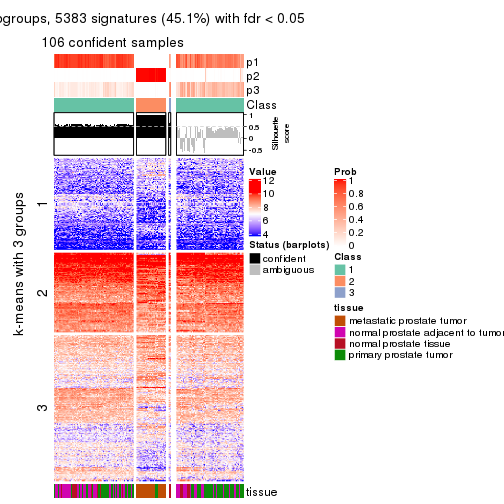 ogroups, 5383 signatures (45.1%) with fdr < 0.05
106 confident samples
p1
p2
p3
Class
1
0.5
0
-0.5
Silhouette
score
k-means with 3 groups
1
2
3
tissue
Value
12
10
8
6
4
Status (barplots)
confident
ambiguous
Prob
1
0.8
0.6
0.4
0.2
0
Class
1
2
3
tissue
metastatic prostate tumor
normal prostate adjacent to tumor
normal prostate tissue
primary prostate tumor